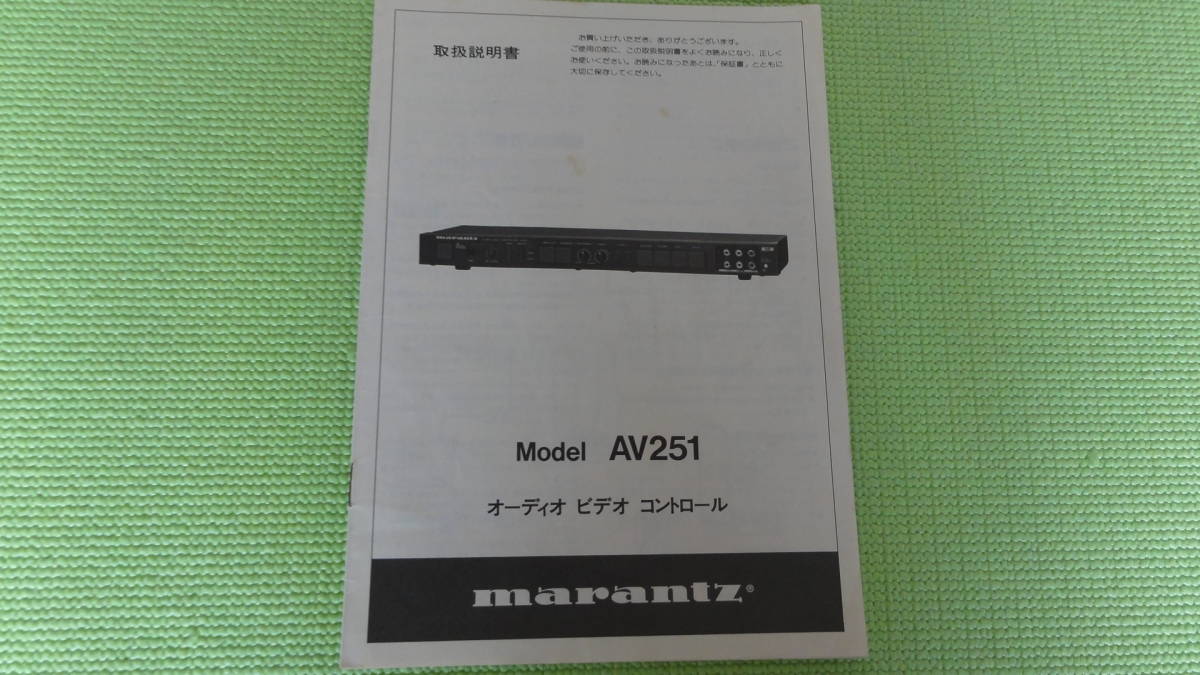 取扱説明書
お買い上げいただき、ありがとうございます。
ご使用の前に、この取扱説明書をよくお読みになり、正しく
お使いください。お読みになったあとは、「保証書」とともに
大切に保存してください。
Model AV251
オーディオ ビデオ コントロール
marantz®